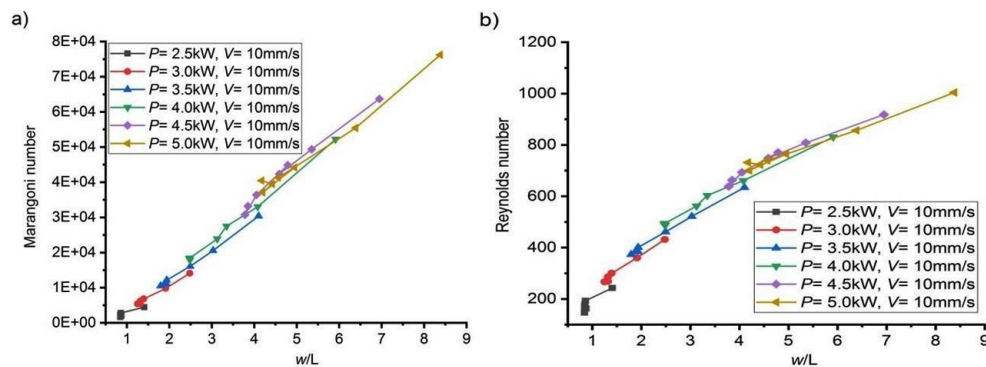 a)
Marangoni number
8E+04
7E+04
6E+04
5E+04
4E+04
3E+04
2E+04
1E+04
0E+00
P= 2.5kW, V= 10mm/s
P= 3.0kW, V= 10mm/s
P= 3.5kW, V= 10mm/s
P= 4.0kW, V= 10mm/s
P= 4.5kW, V= 10mm/s
P= 5.0kW, V= 10mm/s
0 1 2 3 4 5 6 7 8 9
w/L
b)
Reynolds number
1200
1000
800
600
400
200
P= 2.5kW, V= 10mm/s
P= 3.0kW, V= 10mm/s
P= 3.5kW, V= 10mm/s
P= 4.0kW, V= 10mm/s
P= 4.5kW, V= 10mm/s
P= 5.0kW, V= 10mm/s
1 2 3 4 5 6 7 8 9
w/L